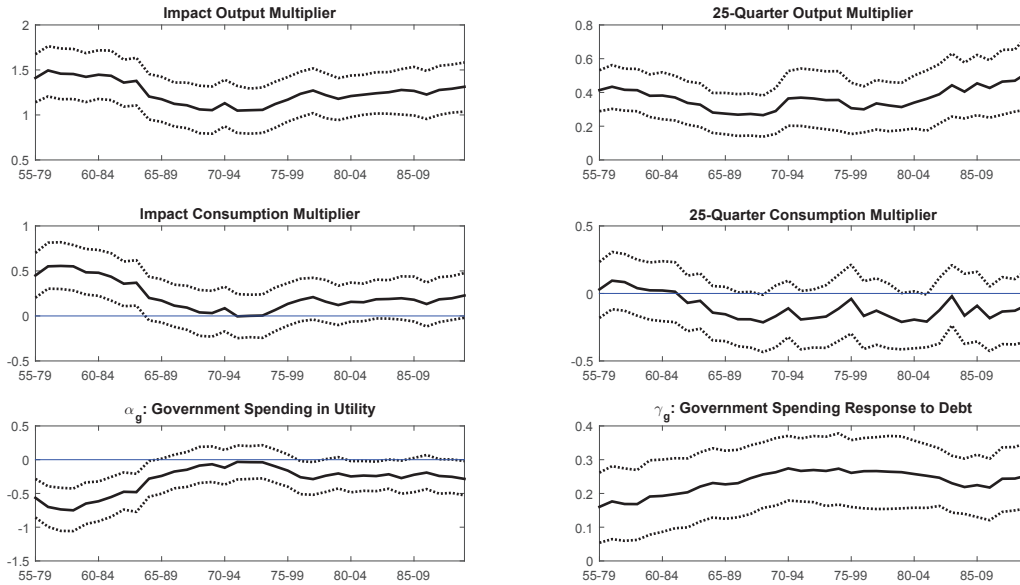 Impact Output Multiplier
2
1.5
1
0.5
55-79 60-84 65-89 70-94 75-99 80-04 85-09
25-Quarter Output Multiplier
0.8
0.6
0.4
0.2
0
55-79 60-84 65-89 70-94 75-99 80-04 85-09
Impact Consumption Multiplier
1
0.5
0
-0.5
55-79 60-84 65-89 70-94 75-99 80-04 85-09
25-Quarter Consumption Multiplier
0.5
0
-0.5
55-79 60-84 65-89 70-94 75-99 80-04 85-09
α_g: Government Spending in Utility
0.5
0
-0.5
-1
-1.5
55-79 60-84 65-89 70-94 75-99 80-04 85-09
γ_g: Government Spending Response to Debt
0.4
0.3
0.2
0.1
0
55-79 60-84 65-89 70-94 75-99 80-04 85-09